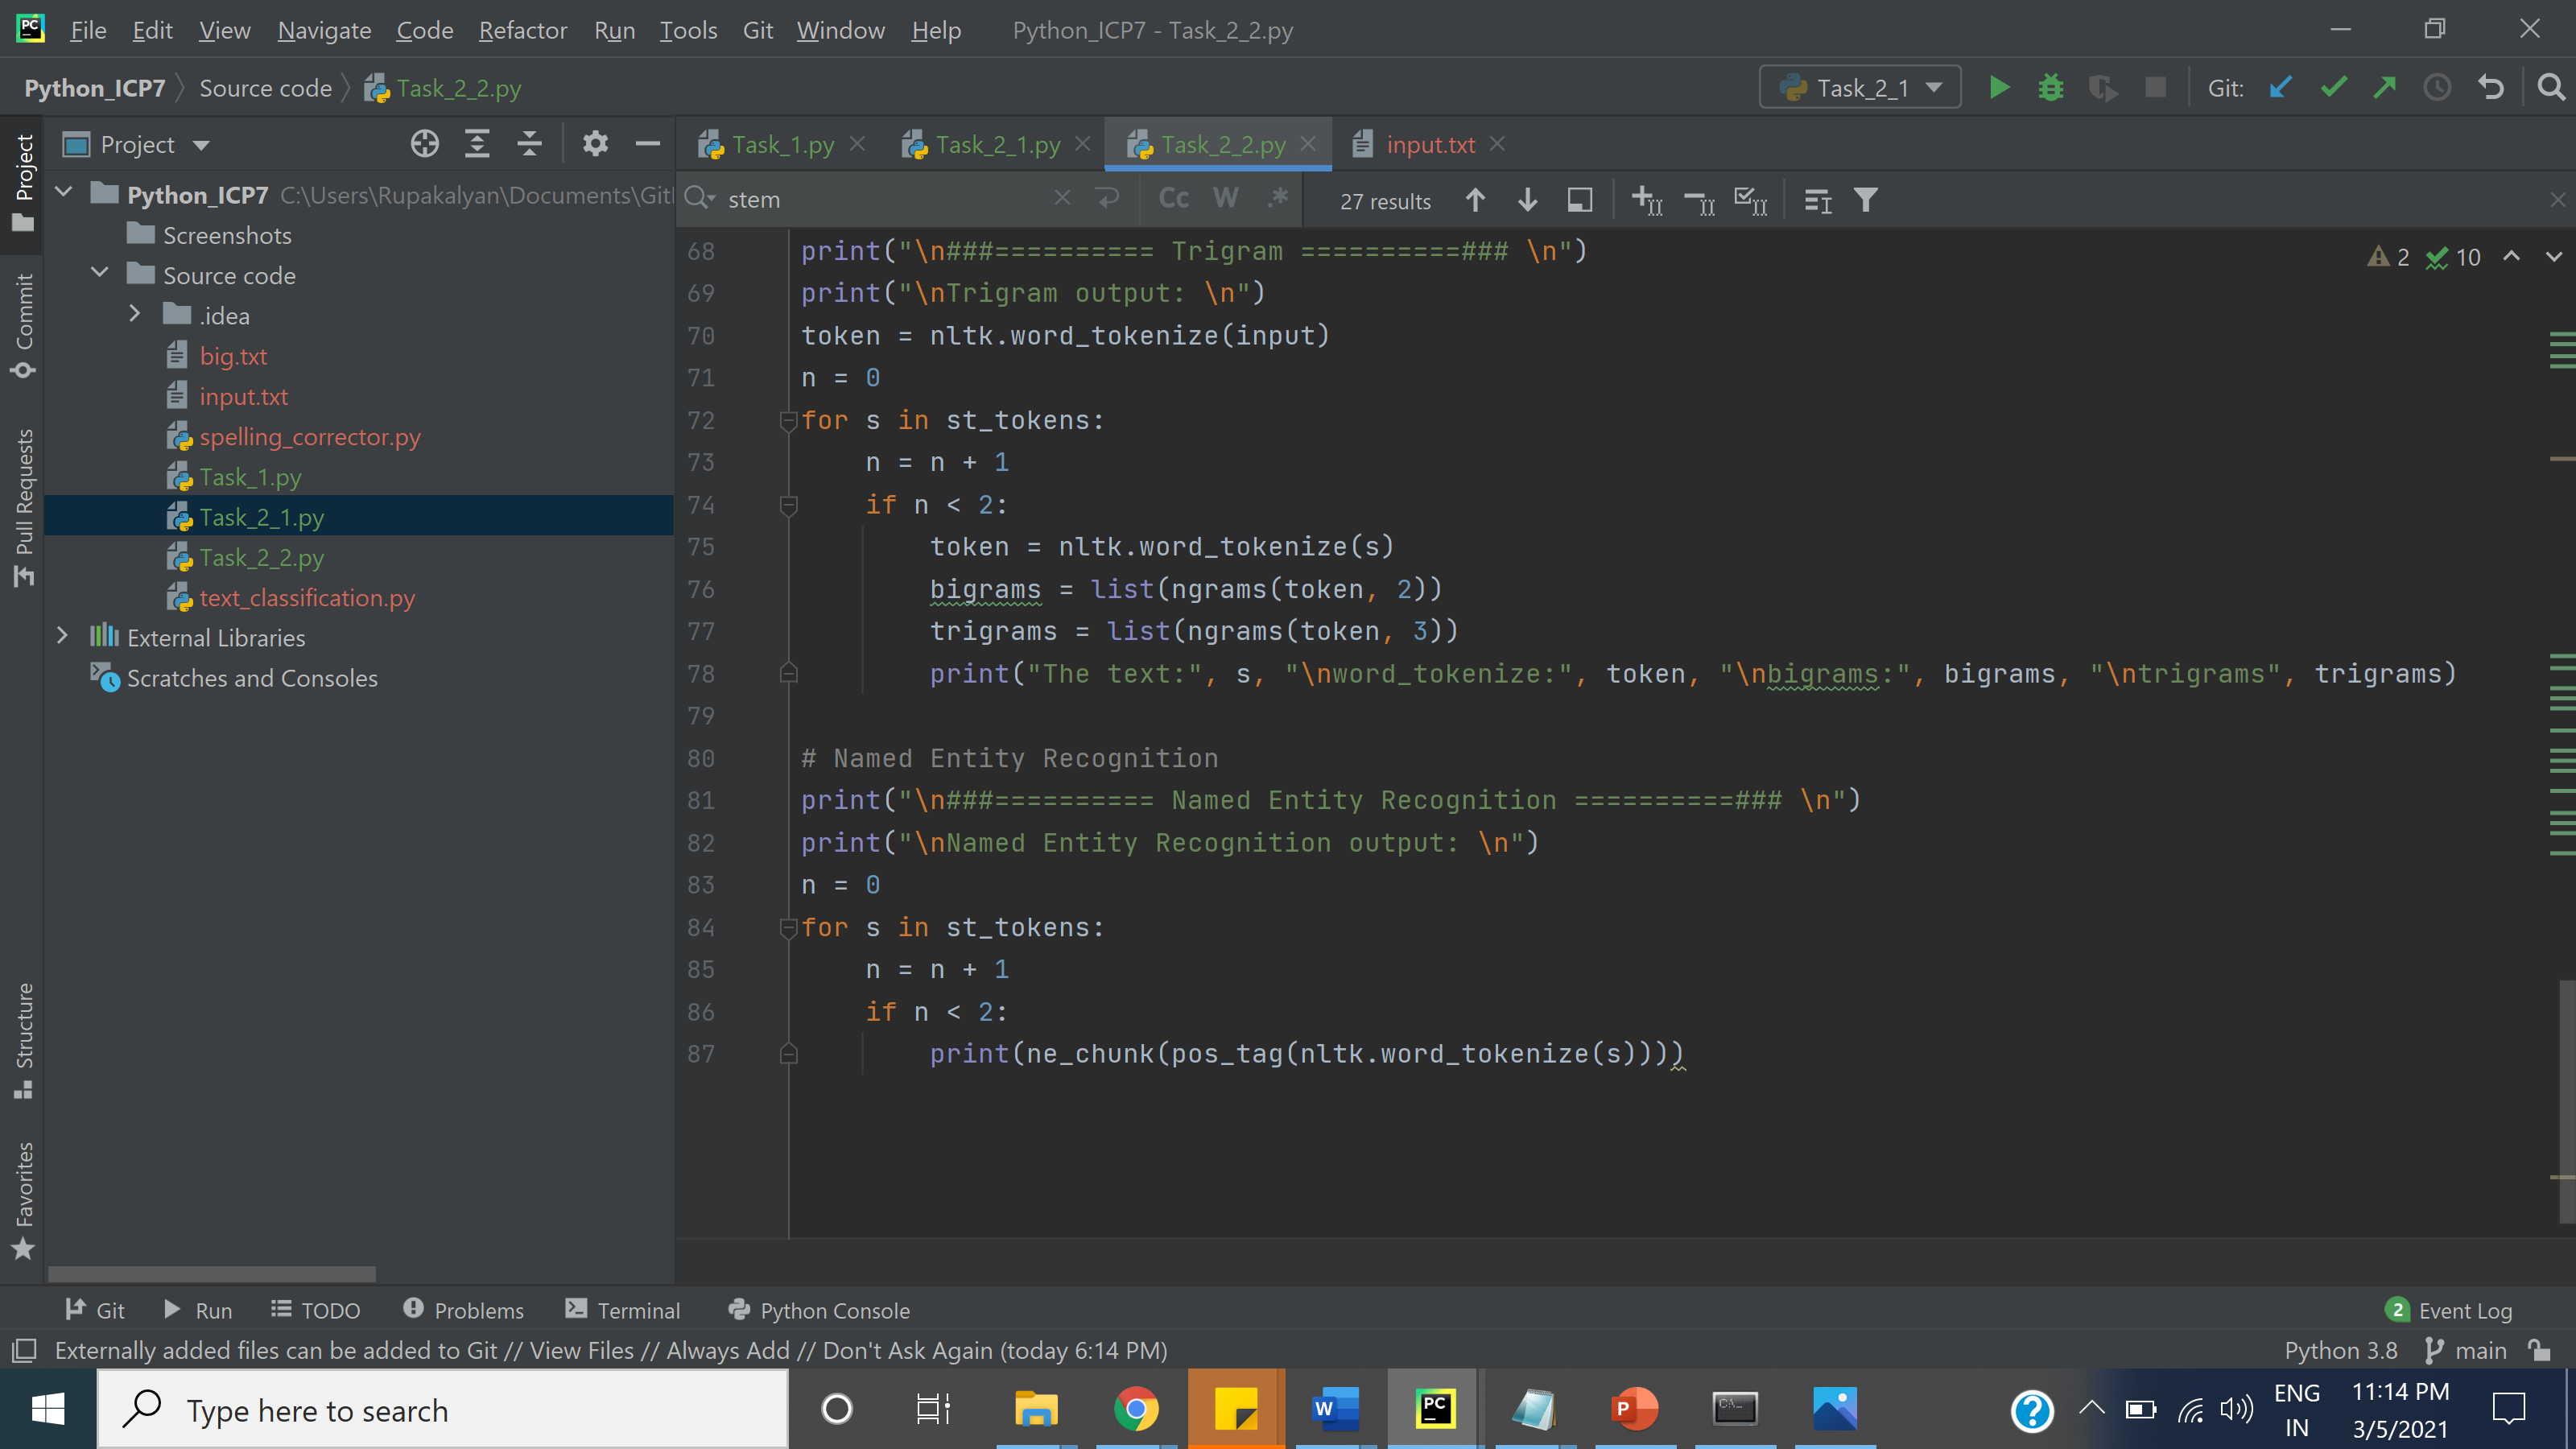 PC File Edit View Navigate Code Refactor Run Tools Git Window Help Python_ICP7 - Task_2_2.py
Python_ICP7 Source code Task_2_2.py Task_2_1 Git:
Project
Commit
Pull Requests
Structure
Favorites
Project
Python_ICP7 C:\Users\Rupakalyan\Documents\Git
Screenshots
Source code
.idea
big.txt
input.txt
spelling_corrector.py
Task_1.py
Task_2_1.py
Task_2_2.py
text_classification.py
External Libraries
Scratches and Consoles
Task_1.py Task_2_1.py Task_2_2.py input.txt
stem Cc W .* 27 results
2 10
68 print("\n###========== Trigram ==========### \n")
69 print("\nTrigram output: \n")
70 token = nltk.word_tokenize(input)
71 n = 0
72 for s in st_tokens:
73 n = n + 1
74 if n < 2:
75 token = nltk.word_tokenize(s)
76 bigrams = list(ngrams(token, 2))
77 trigrams = list(ngrams(token, 3))
78 print("The text:", s, "\nword_tokenize:", token, "\nbigrams:", bigrams, "\ntrigrams", trigrams)
79
80 # Named Entity Recognition
81 print("\n###========== Named Entity Recognition ==========### \n")
82 print("\nNamed Entity Recognition output: \n")
83 n = 0
84 for s in st_tokens:
85 n = n + 1
86 if n < 2:
87 print(ne_chunk(pos_tag(nltk.word_tokenize(s))))
Git Run TODO Problems Terminal Python Console 2 Event Log
Externally added files can be added to Git // View Files // Always Add // Don't Ask Again (today 6:14 PM) Python 3.8 main
Type here to search
W PC P
ENG
IN
11:14 PM
3/5/2021